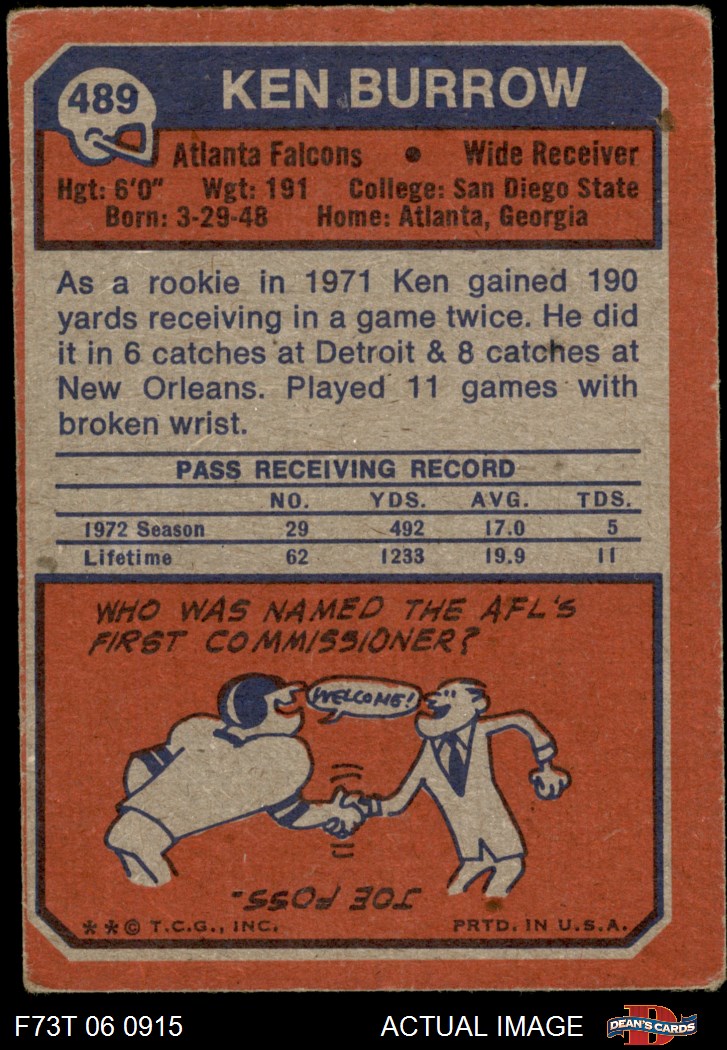 489
KEN BURROW
Atlanta Falcons • Wide Receiver
Hgt: 6'0" Wgt: 191 College: San Diego State
Born: 3-29-48 Home: Atlanta, Georgia
As a rookie in 1971 Ken gained 190
yards receiving in a game twice. He did
it in 6 catches at Detroit & 8 catches at
New Orleans. Played 11 games with
broken wrist.
PASS RECEIVING RECORD
NO. YDS. AVG. TDS.
1972 Season 29 492 17.0 5
Lifetime 62 1233 19.9 11
WHO WAS NAMED THE AFL'S
FIRST COMMISSIONER?
WELCOME!
JOE FOSS.
**© T.C.G., INC. PRTD. IN U.S.A.
F73T 06 0915 ACTUAL IMAGE
D
DEAN'S CARDS